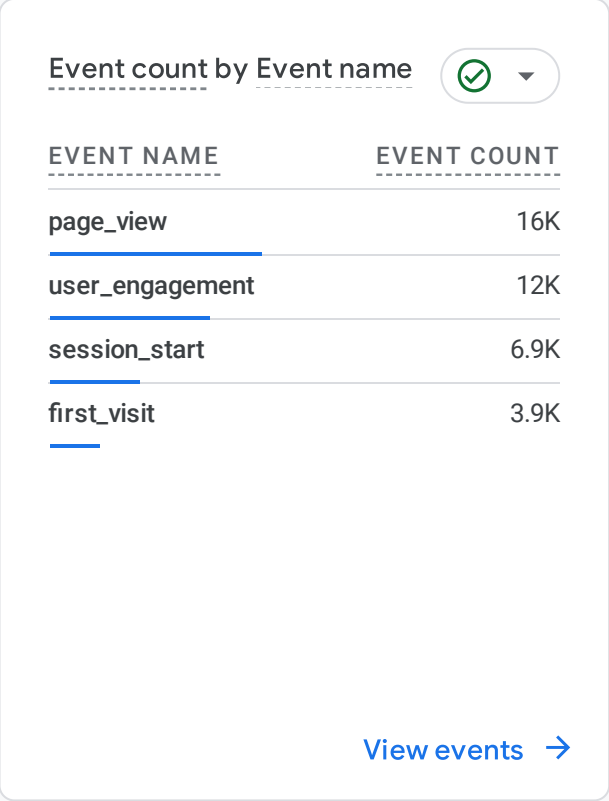 Event count by Event name
EVENT NAME EVENT COUNT
page_view 16K
user_engagement 12K
session_start 6.9K
first_visit 3.9K
View events